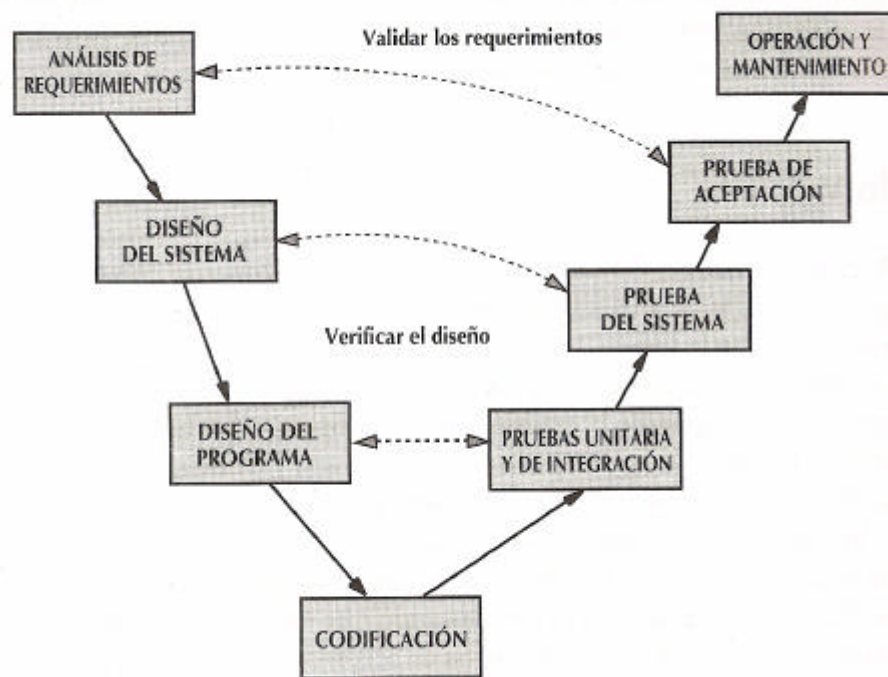 Validar los requerimientos
OPERACIÓN Y
MANTENIMIENTO
ANÁLISIS DE
REQUERIMIENTOS
PRUEBA DE
ACEPTACIÓN
DISEÑO
DEL SISTEMA
PRUEBA
DEL SISTEMA
Verificar el diseño
DISEÑO DEL
PROGRAMA
PRUEBAS UNITARIA
Y DE INTEGRACIÓN
CODIFICACIÓN